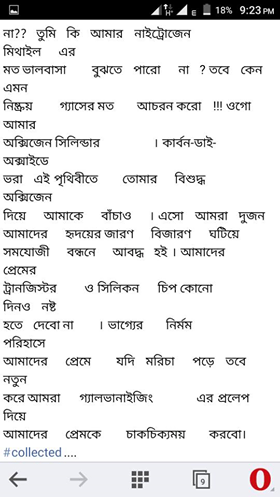 18% 9:23 PM
না?? তুমি কি আমার নাইট্রোজেন
মিথাইল এর
মত ভালবাসা বুঝতে পারো না ? তবে কেন
এমন
নিষ্ক্রয় গ্যাসের মত আচরন করো !!! ওগো
আমার
অক্সিজেন সিলিন্ডার । কার্বন-ডাই-
অক্সাইডে
ভরা এই পৃথিবীতে তোমার বিশুদ্ধ
অক্সিজেন
দিয়ে আমাকে বাঁচাও । এসো আমরা দুজন
আমাদের হৃদয়ের জারণ বিজারণ ঘটিয়ে
সমযোজী বন্ধনে আবদ্ধ হই । আমাদের
প্রেমের
ট্রানজিস্টর ও সিলিকন চিপ কোনো
দিনও নষ্ট
হতে দেবো না । ভাগ্যের নির্মম
পরিহাসে
আমাদের প্রেমে যদি মরিচা পড়ে তবে
নতুন
করে আমরা গ্যালভানাইজিং এর প্রলেপ
দিয়ে
আমাদের প্রেমকে চাকচিক্যময় করবো।
#collected ....
9